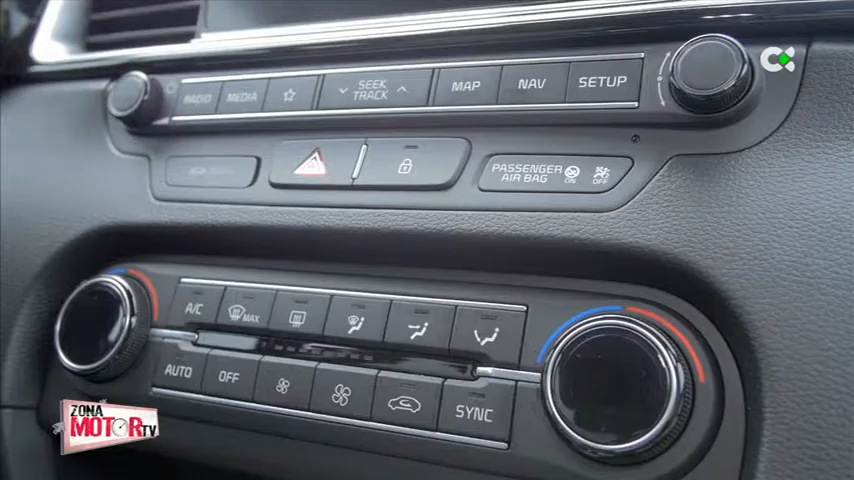 RADIO MEDIA SEEK TRACK MAP NAV SETUP
PASSENGER AIR BAG ON OFF
A/C MAX
AUTO OFF SYNC
ZONA
MOTOR TV